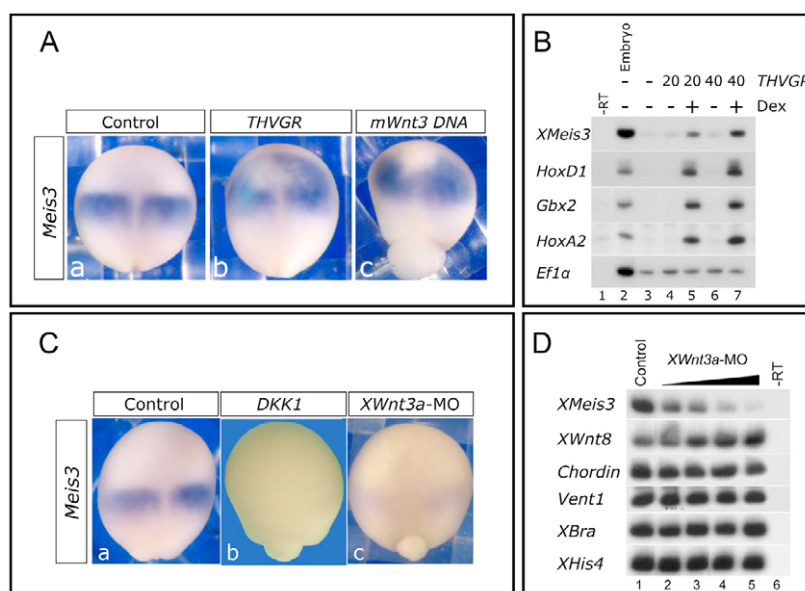 A
Control
THVGR
mWnt3 DNA
Meis3
a
b
c
B
-RT
Embryo
- - 20 20 40 40 THVGR
- - - + - + Dex
XMeis3
HoxD1
Gbx2
HoxA2
Ef1α
1 2 3 4 5 6 7
C
Control
DKK1
XWnt3a-MO
Meis3
a
b
c
D
Control
XWnt3a-MO
-RT
XMeis3
XWnt8
Chordin
Vent1
XBra
XHis4
1 2 3 4 5 6